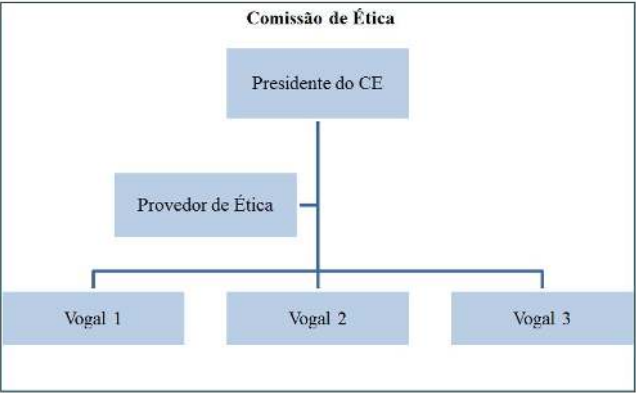 Comissão de Ética
Presidente do CE
Provedor de Ética
Vogal 1
Vogal 2
Vogal 3